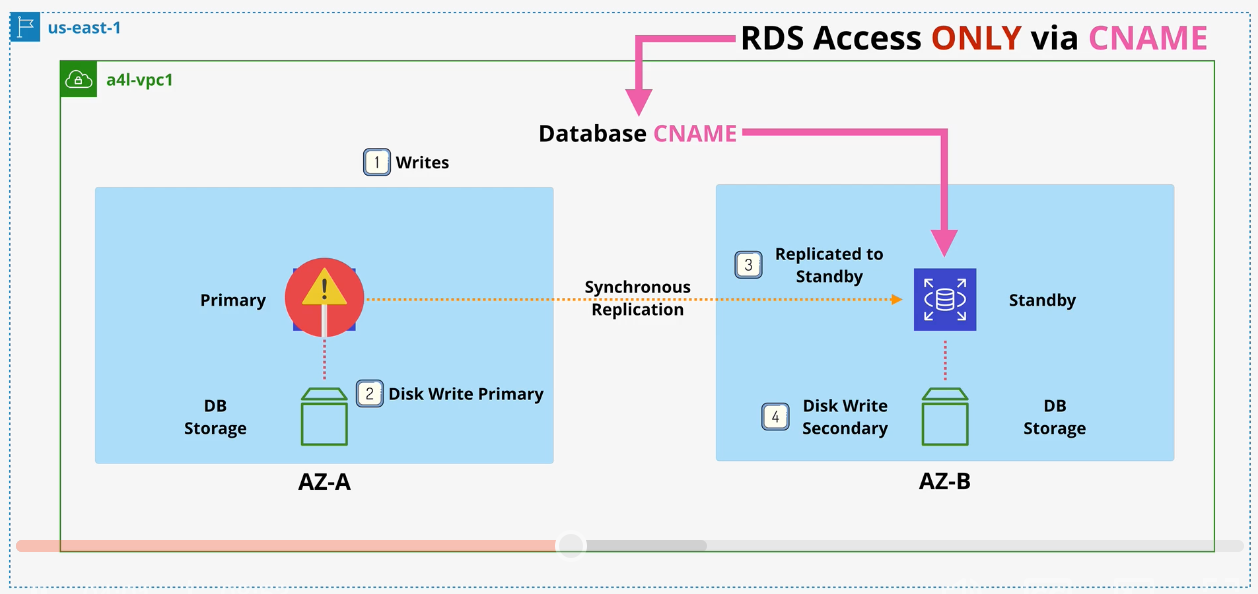 us-east-1
RDS Access ONLY via CNAME
a4l-vpc1
Database CNAME
1 Writes
3
Replicated to
Standby
Primary
Synchronous
Replication
Standby
2 Disk Write Primary
DB
Storage
4
Disk Write
Secondary
DB
Storage
AZ-A
AZ-B